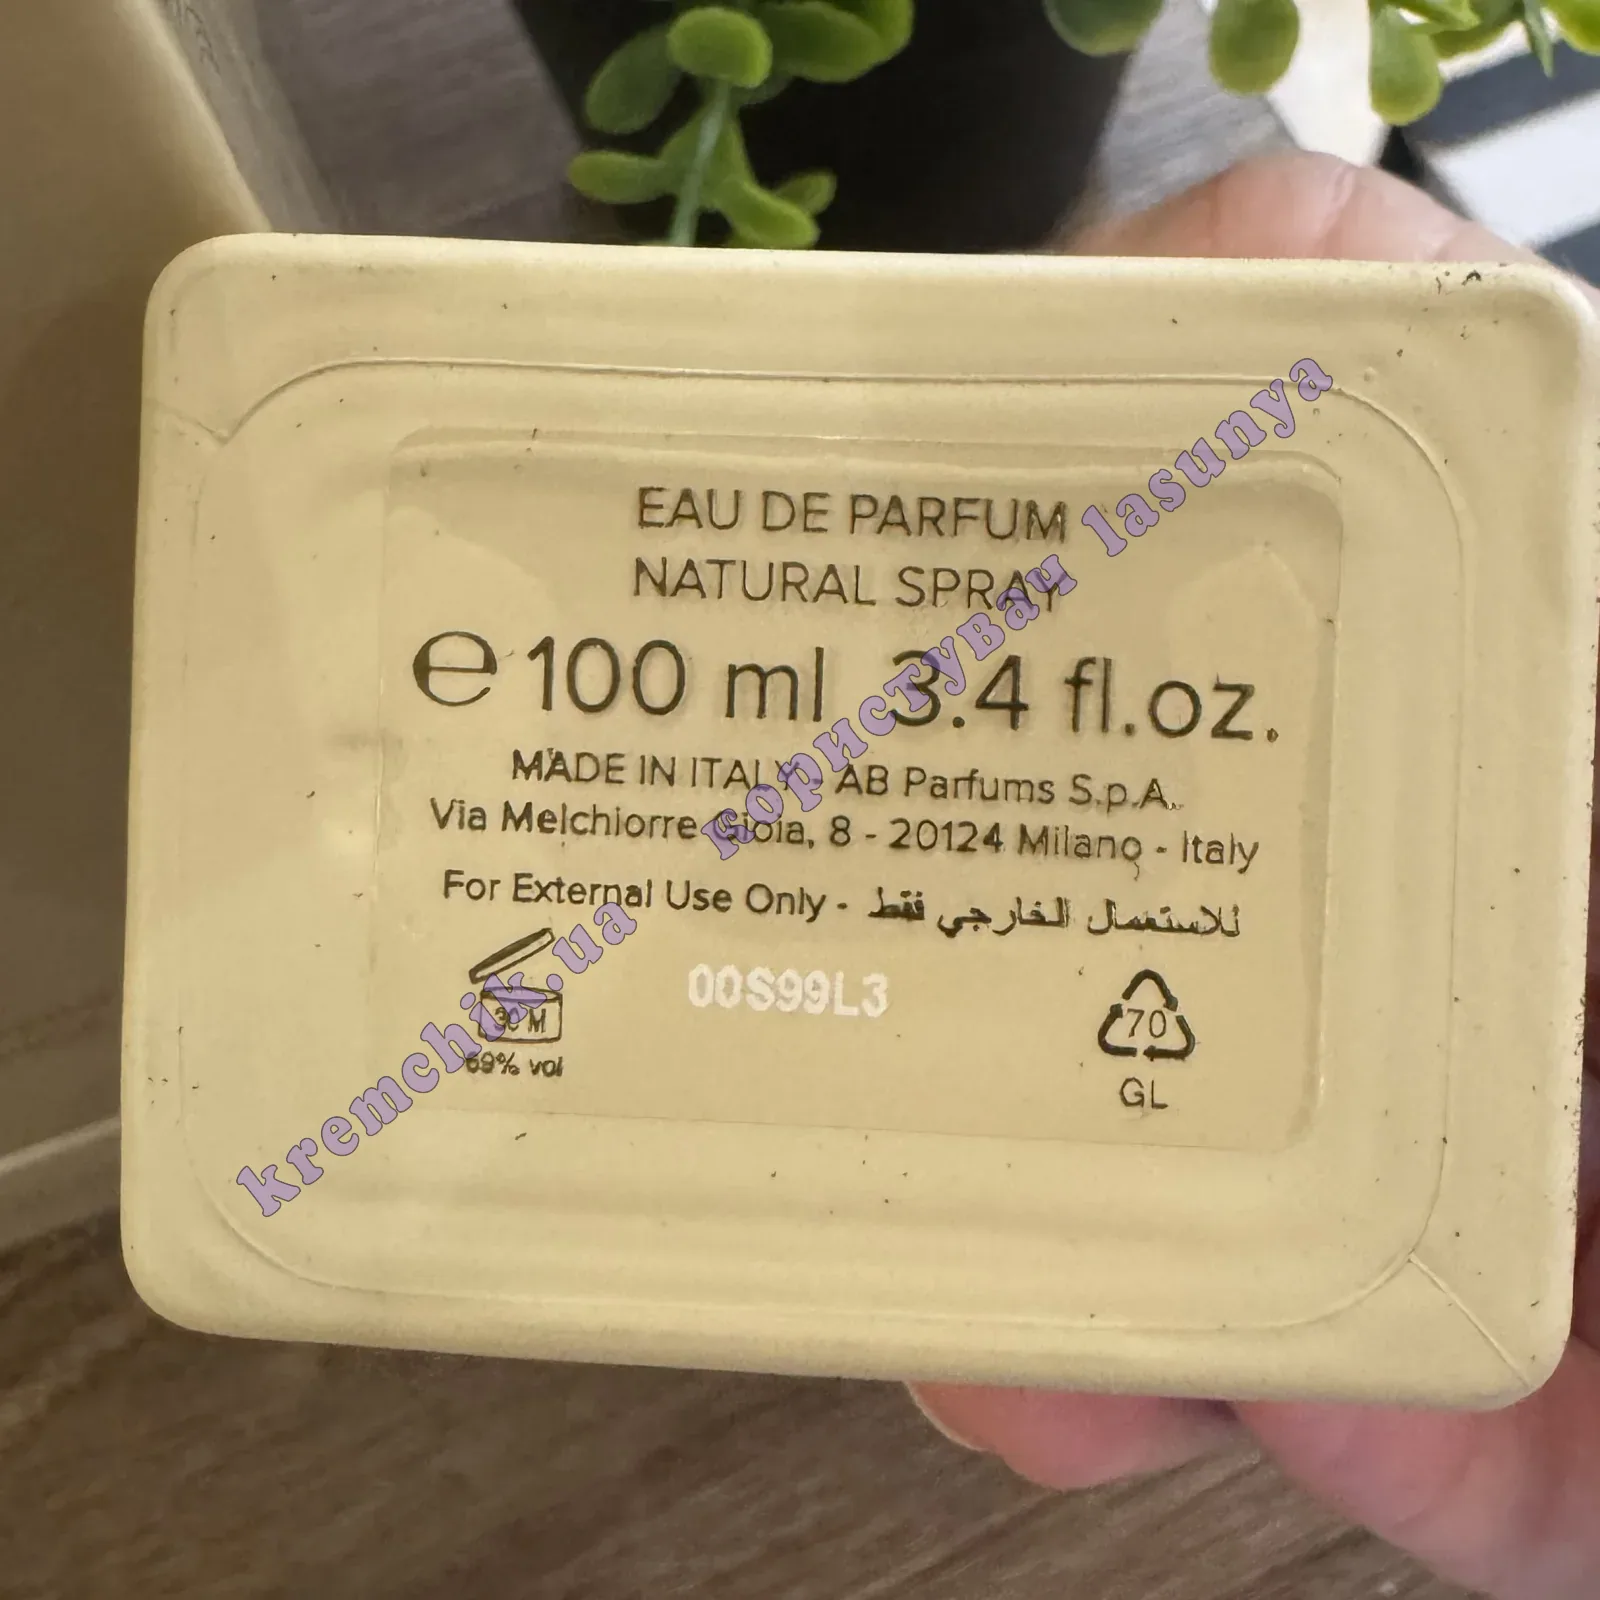 EAU DE PARFUM
NATURAL SPRAY
℮ 100 ml 3.4 fl.oz.
MADE IN ITALY - AB Parfums S.p.A.
Via Melchiorre Gioia, 8 - 20124 Milano - Italy
For External Use Only - للاستعمال الخارجي فقط
00S99L3
36 M
69% vol
70
GL
kremchik.ua користувач lasunya